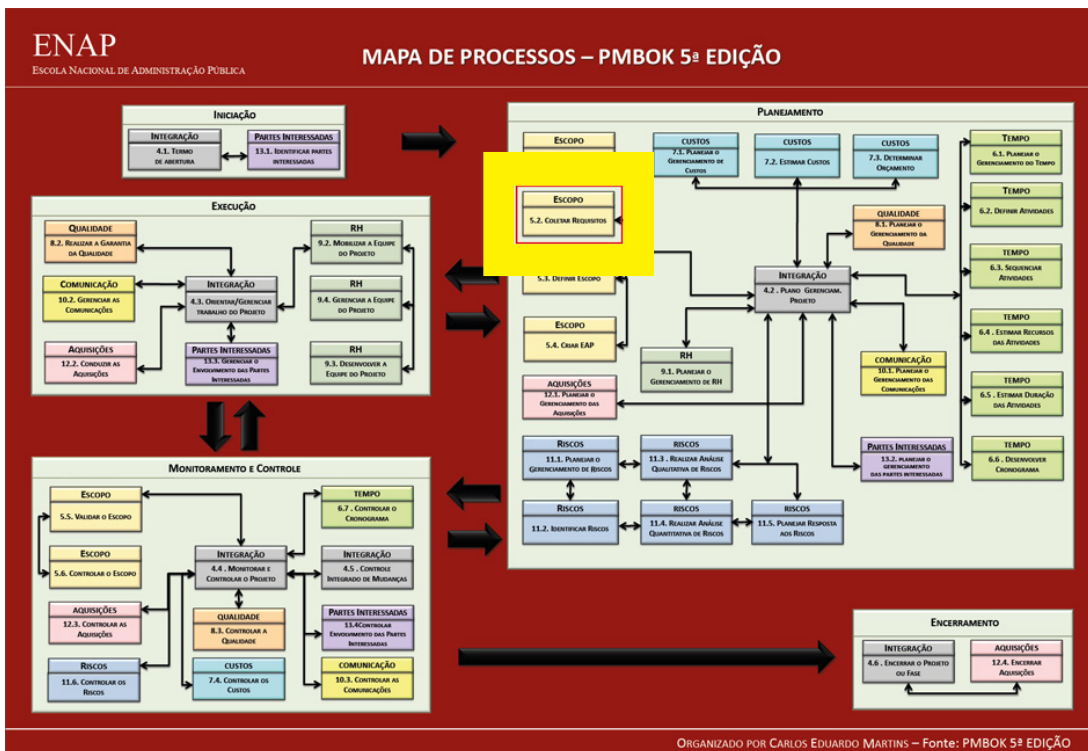 ENAP
ESCOLA NACIONAL DE ADMINISTRAÇÃO PÚBLICA
MAPA DE PROCESSOS – PMBOK 5ª EDIÇÃO
INICIAÇÃO
INTEGRAÇÃO
4.1. TERMO
DE ABERTURA
PARTES INTERESSADAS
13.1. IDENTIFICAR PARTES
INTERESSADAS
PLANEJAMENTO
ESCOPO
CUSTOS
7.1. PLANEJAR O
GERENCIAMENTO DE
CUSTOS
CUSTOS
7.2. ESTIMAR CUSTOS
CUSTOS
7.3. DETERMINAR
ORÇAMENTO
TEMPO
6.1. PLANEJAR O
GERENCIAMENTO DO TEMPO
ESCOPO
5.2. COLETAR REQUISITOS
QUALIDADE
8.1. PLANEJAR O
GERENCIAMENTO DA
QUALIDADE
TEMPO
6.2. DEFINIR ATIVIDADES
5.3. DEFINIR ESCOPO
INTEGRAÇÃO
4.2. PLANO GERENCIAM.
PROJETO
TEMPO
6.3. SEQUENCIAR
ATIVIDADES
ESCOPO
5.4. CRIAR EAP
RH
9.1. PLANEJAR O
GERENCIAMENTO DE RH
COMUNICAÇÃO
10.1. PLANEJAR O
GERENCIAMENTO DAS
COMUNICAÇÕES
TEMPO
6.4 . ESTIMAR RECURSOS
DAS ATIVIDADES
AQUISIÇÕES
12.1. PLANEJAR O
GERENCIAMENTO DAS
AQUISIÇÕES
TEMPO
6.5 . ESTIMAR DURAÇÃO
DAS ATIVIDADES
RISCOS
11.1. PLANEJAR O
GERENCIAMENTO DE RISCOS
RISCOS
11.3 . REALIZAR ANÁLISE
QUALITATIVA DE RISCOS
PARTES INTERESSADAS
13.2. PLANEJAR O
GERENCIAMENTO
DAS PARTES INTERESSADAS
TEMPO
6.6 . DESENVOLVER
CRONOGRAMA
RISCOS
11.2. IDENTIFICAR RISCOS
RISCOS
11.4. REALIZAR ANÁLISE
QUANTITATIVA DE RISCOS
RISCOS
11.5. PLANEJAR RESPOSTA
AOS RISCOS
EXECUÇÃO
QUALIDADE
8.2. REALIZAR A GARANTIA
DA QUALIDADE
RH
9.2. MOBILIZAR A EQUIPE
DO PROJETO
COMUNICAÇÃO
10.2. GERENCIAR AS
COMUNICAÇÕES
INTEGRAÇÃO
4.3. ORIENTAR/GERENCIAR
TRABALHO DO PROJETO
RH
9.4. GERENCIAR A EQUIPE
DO PROJETO
AQUISIÇÕES
12.2. CONDUZIR AS
AQUISIÇÕES
PARTES INTERESSADAS
13.3. GERENCIAR O
ENVOLVIMENTO DAS PARTES
INTERESSADAS
RH
9.3. DESENVOLVER A
EQUIPE DO PROJETO
MONITORAMENTO E CONTROLE
ESCOPO
5.5. VALIDAR O ESCOPO
TEMPO
6.7 . CONTROLAR O
CRONOGRAMA
ESCOPO
5.6. CONTROLAR O ESCOPO
INTEGRAÇÃO
4.4 . MONITORAR E
CONTROLAR O PROJETO
INTEGRAÇÃO
4.5 . CONTROLE
INTEGRADO DE MUDANÇAS
AQUISIÇÕES
12.3. CONTROLAR AS
AQUISIÇÕES
QUALIDADE
8.3. CONTROLAR A
QUALIDADE
PARTES INTERESSADAS
13.4CONTROLAR
ENVOLVIMENTO DAS PARTES
INTERESSADAS
RISCOS
11.6. CONTROLAR OS
RISCOS
CUSTOS
7.4. CONTROLAR OS
CUSTOS
COMUNICAÇÃO
10.3. CONTROLAR AS
COMUNICAÇÕES
ENCERRAMENTO
INTEGRAÇÃO
4.6 . ENCERRAR O PROJETO
OU FASE
AQUISIÇÕES
12.4. ENCERRAR
AQUISIÇÕES
ORGANIZADO POR CARLOS EDUARDO MARTINS – Fonte: PMBOK 5ª EDIÇÃO